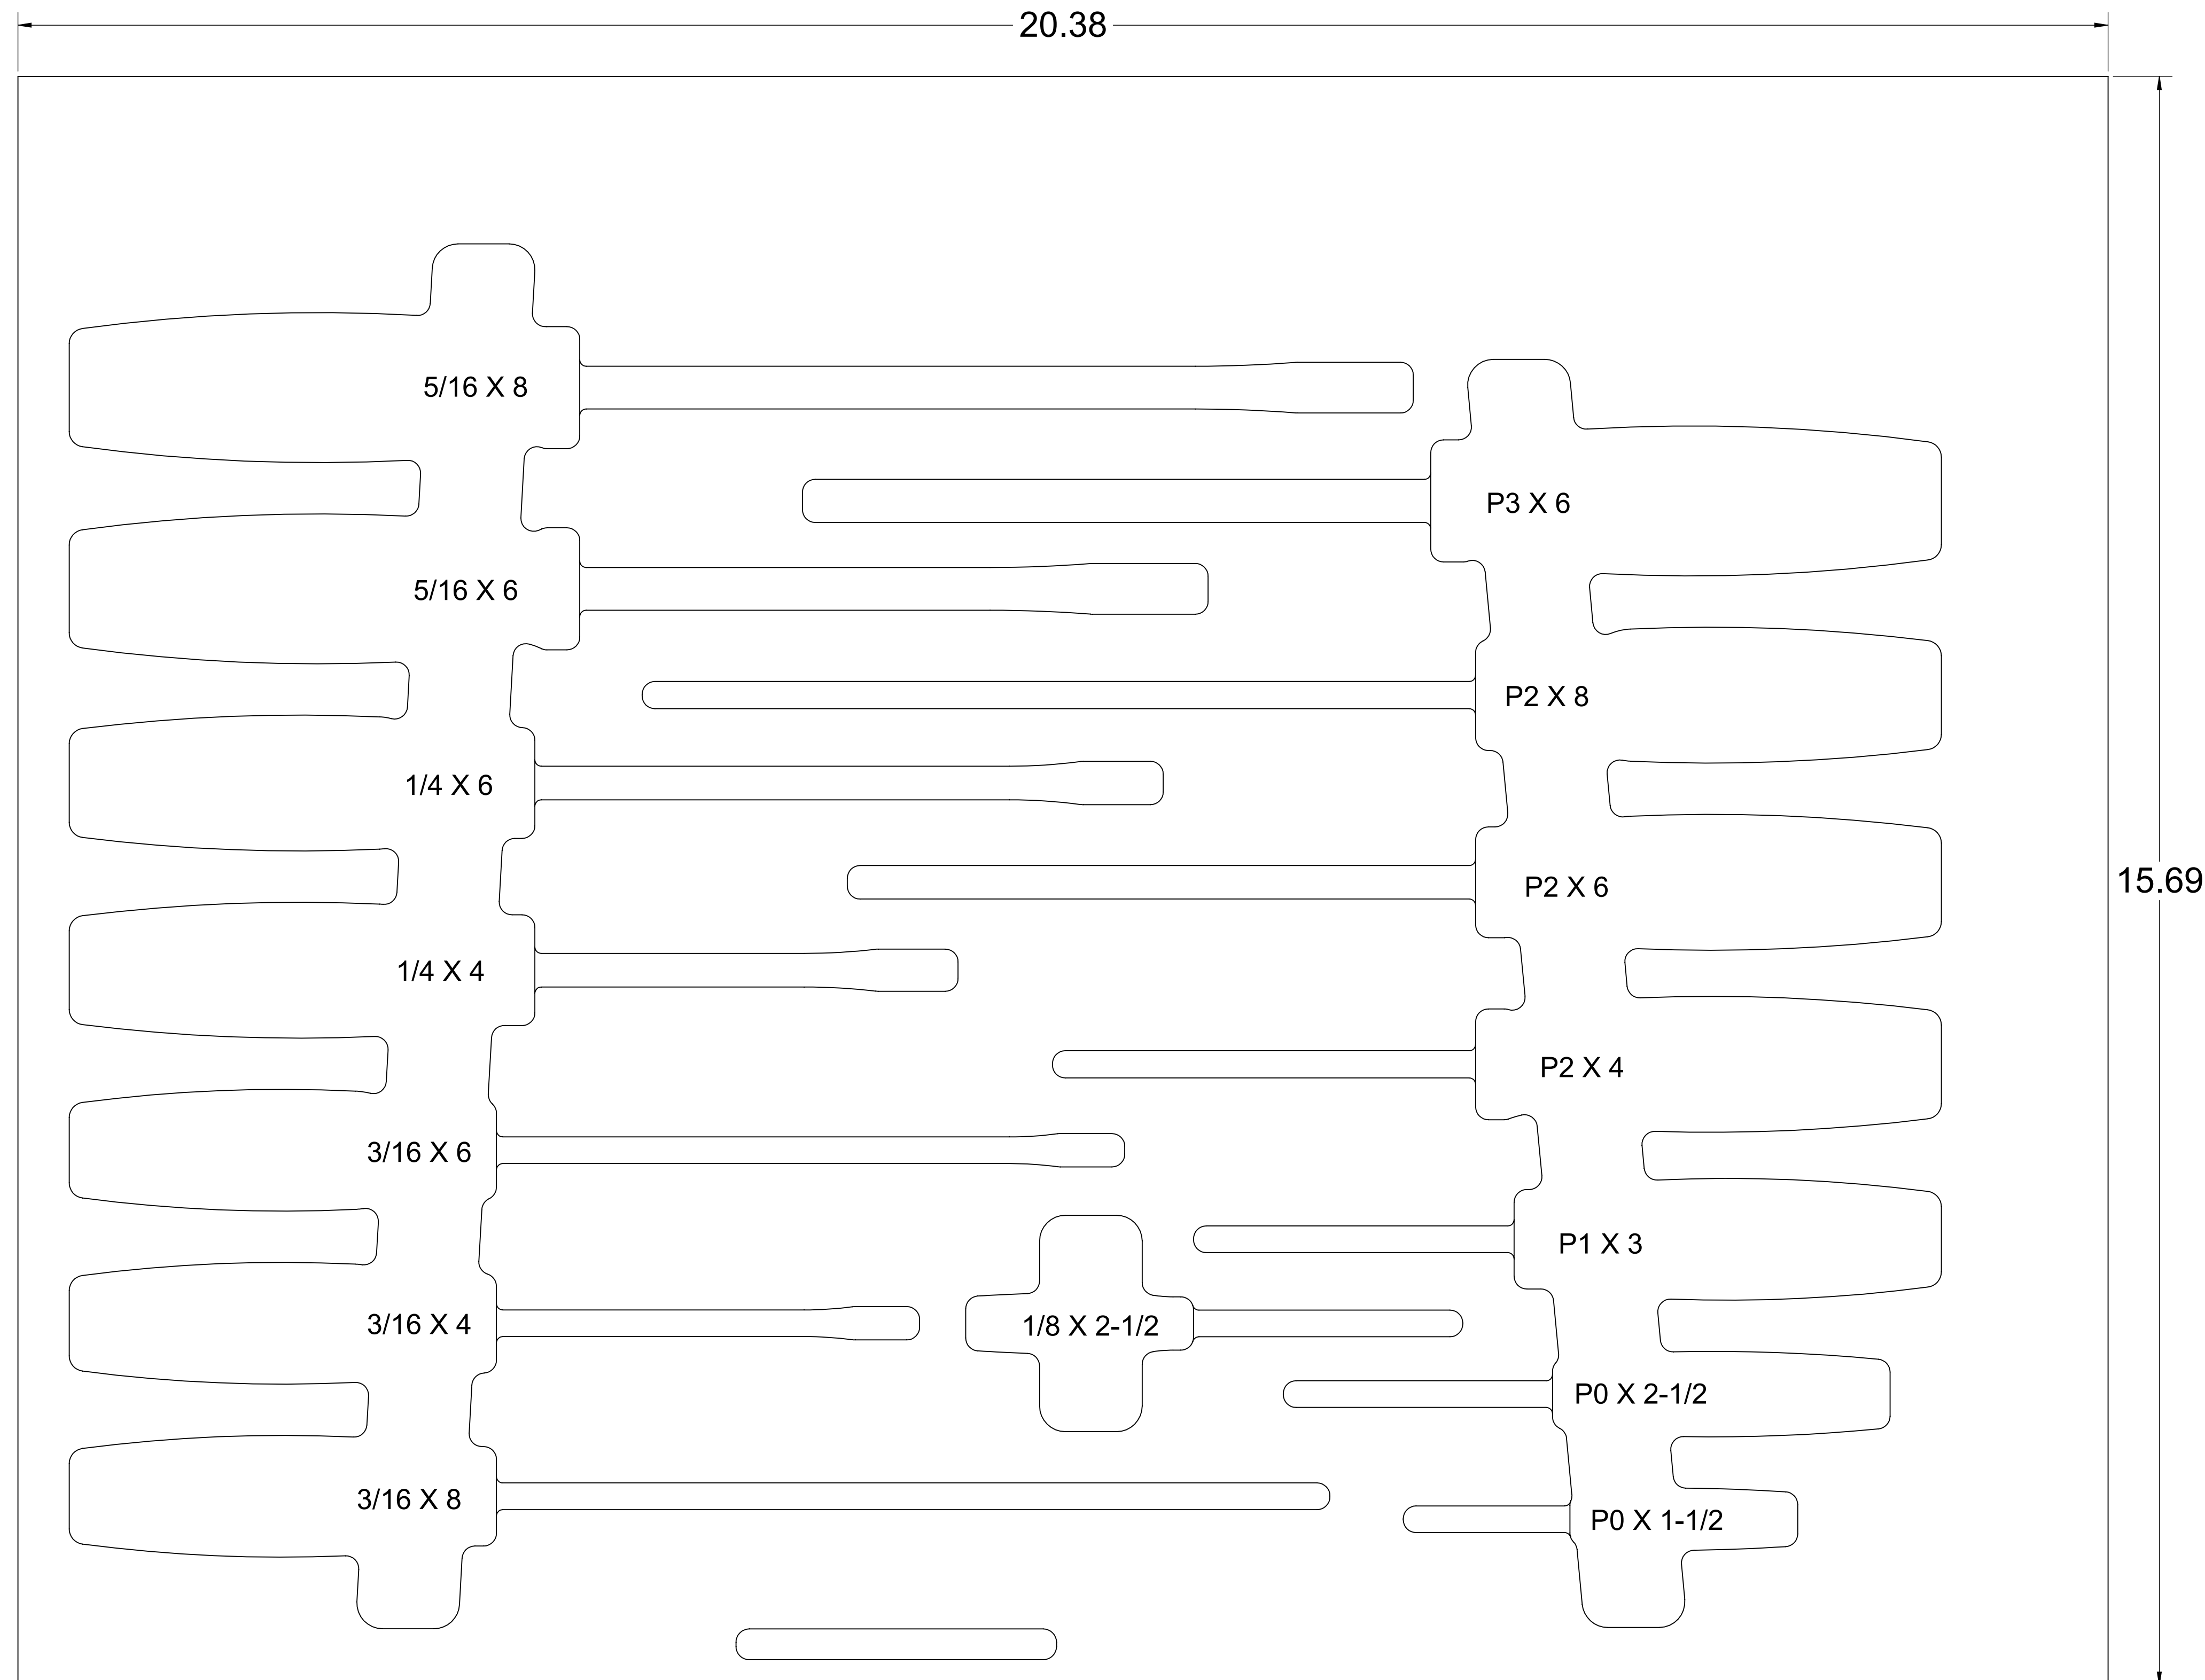 20.38
5/16 X 8
P3 X 6
5/16 X 6
P2 X 8
1/4 X 6
P2 X 6
15.69
1/4 X 4
P2 X 4
3/16 X 6
P1 X 3
3/16 X 4
1/8 X 2-1/2
P0 X 2-1/2
3/16 X 8
P0 X 1-1/2